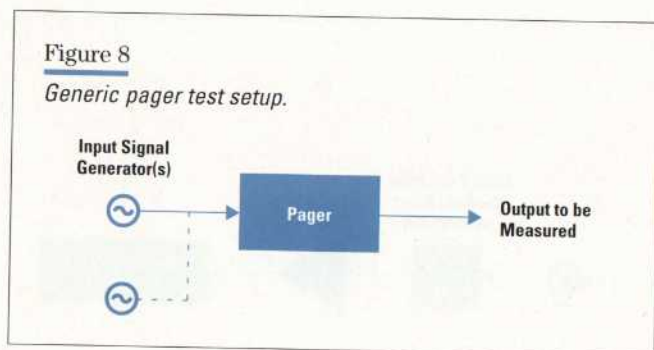 Figure 8
Generic pager test setup.
Input Signal
Generator(s)
Pager
Output to be
Measured